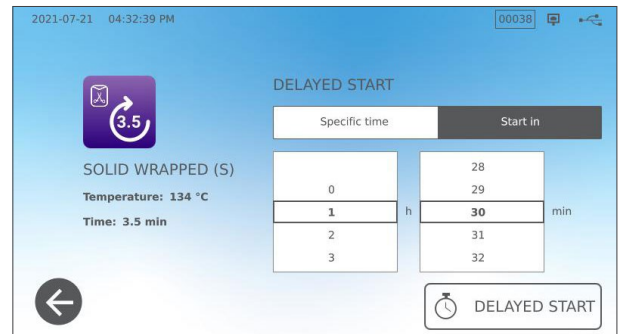 2021-07-21 04:32:39 PM 00038
DELAYED START
Specific time Start in
3.5
SOLID WRAPPED (S)
Temperature: 134 °C
Time: 3.5 min
28
0 29
1 h 30 min
2 31
3 32
DELAYED START